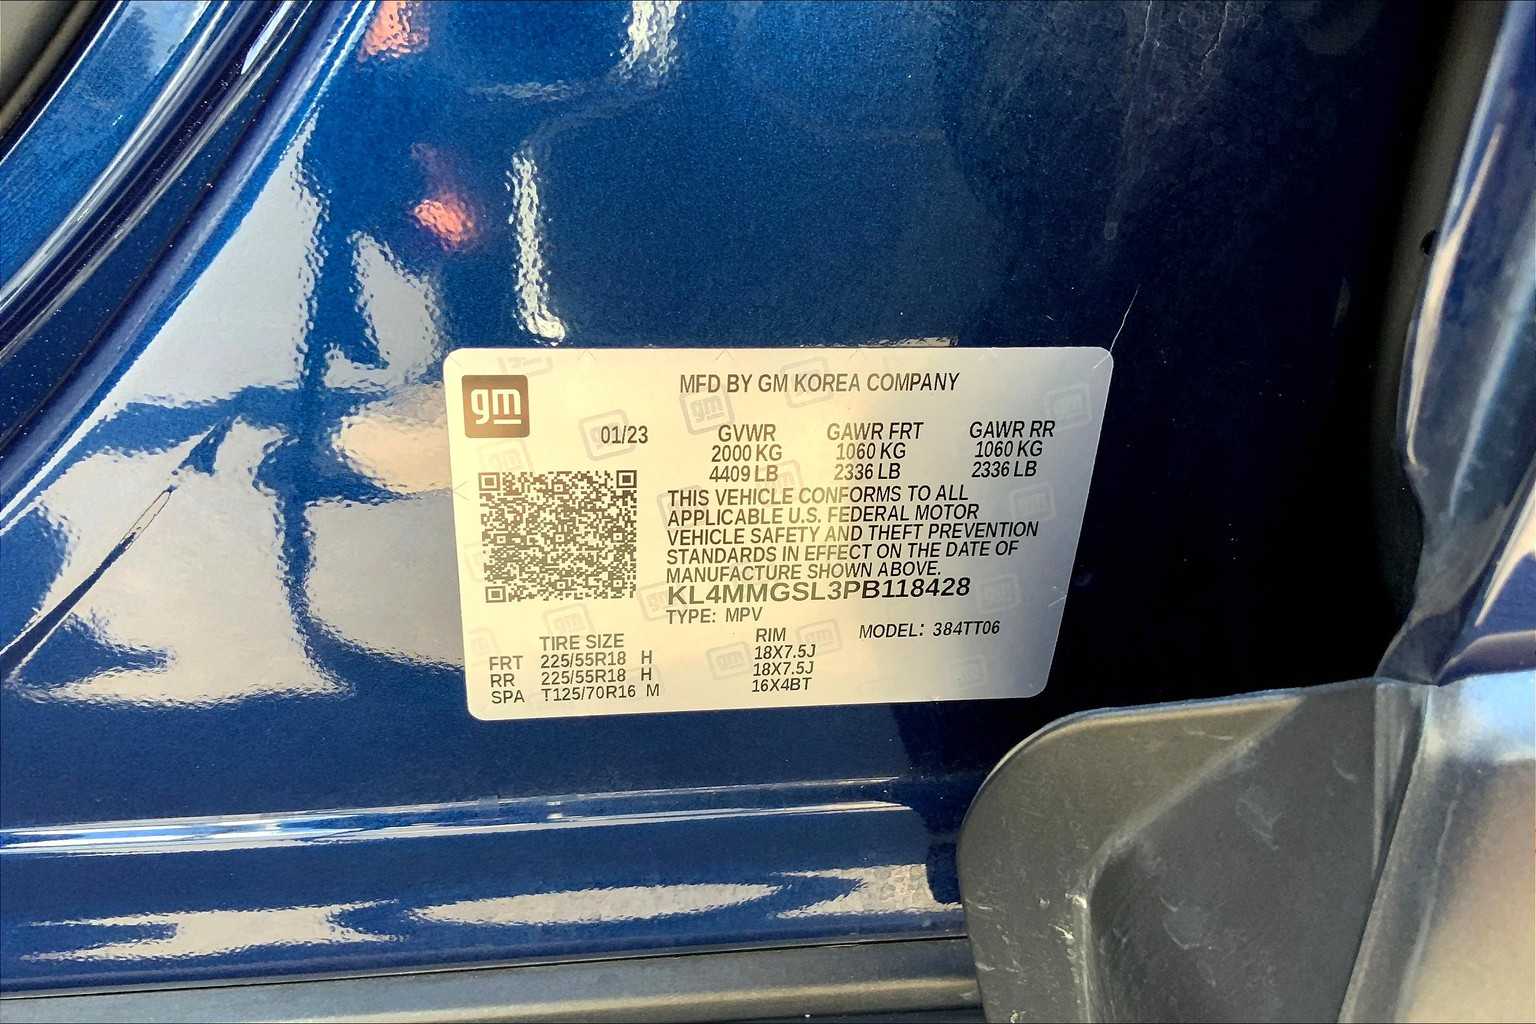 gm
MFD BY GM KOREA COMPANY
01/23
GVWR GAWR FRT GAWR RR
2000 KG 1060 KG 1060 KG
4409 LB 2336 LB 2336 LB
THIS VEHICLE CONFORMS TO ALL
APPLICABLE U.S. FEDERAL MOTOR
VEHICLE SAFETY AND THEFT PREVENTION
STANDARDS IN EFFECT ON THE DATE OF
MANUFACTURE SHOWN ABOVE.
KL4MMGSL3PB118428
TYPE: MPV
MODEL: 384TT06
TIRE SIZE RIM
FRT 225/55R18 H 18X7.5J
RR 225/55R18 H 18X7.5J
SPA T125/70R16 M 16X4BT